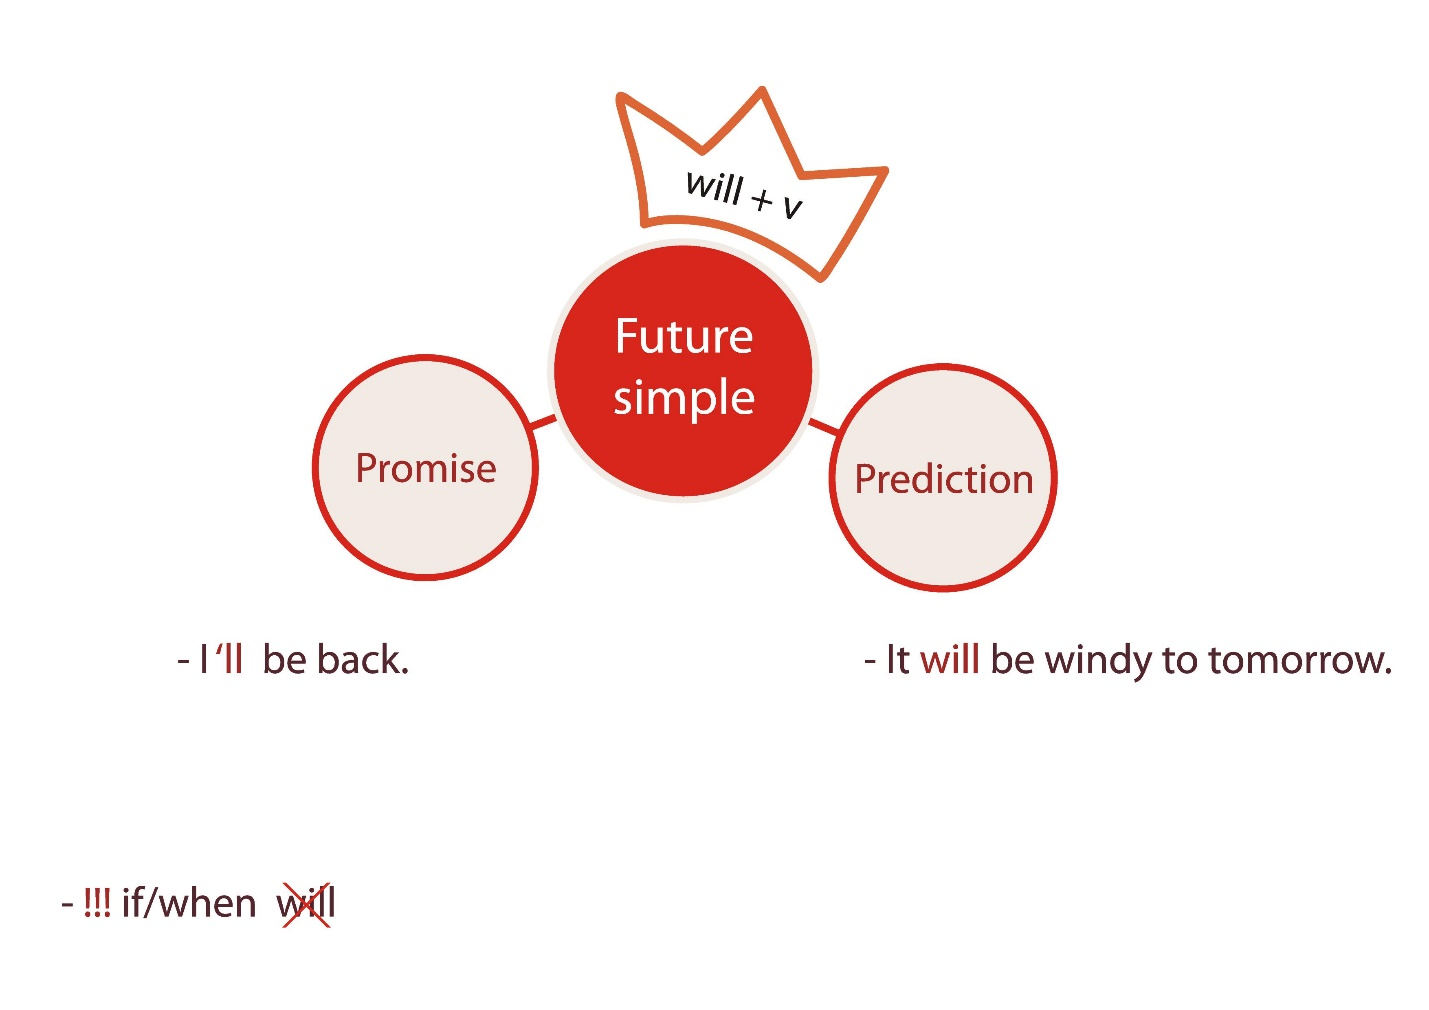 will + v
Future
simple
Promise
Prediction
- I ‘ll be back.
- It will be windy to tomorrow.
- !!! if/when will